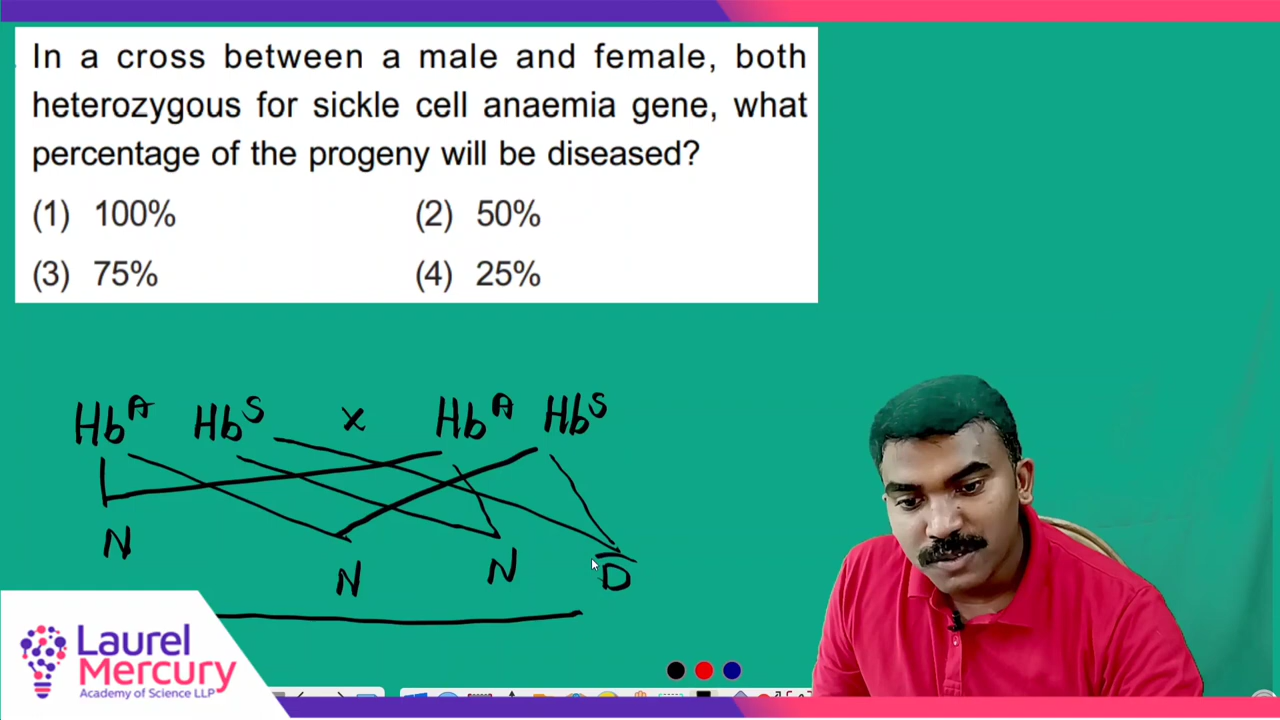 In a cross between a male and female, both
heterozygous for sickle cell anaemia gene, what
percentage of the progeny will be diseased?
(1) 100% (2) 50%
(3) 75% (4) 25%
Hbᴬ Hbˢ x Hbᴬ Hbˢ
N N N D
Laurel
Mercury
Academy of Science LLP